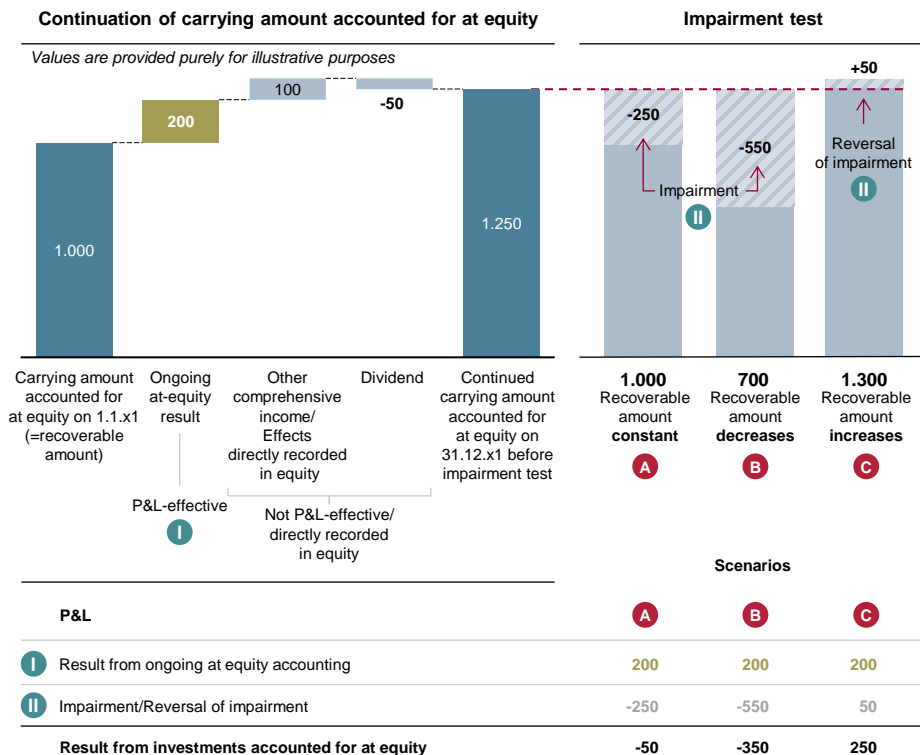 Continuation of carrying amount accounted for at equity
Impairment test
Values are provided purely for illustrative purposes
1.000
200
100
-50
1.250
-250
-550
+50
Impairment
II
Reversal
of impairment
II
Carrying amount
accounted for
at equity on 1.1.x1
(=recoverable
amount)
Ongoing
at-equity
result
Other
comprehensive
income/
Effects
directly recorded
in equity
Dividend
Continued
carrying amount
accounted for
at equity on
31.12.x1 before
impairment test
1.000
Recoverable
amount
constant
A
700
Recoverable
amount
decreases
B
1.300
Recoverable
amount
increases
C
P&L-effective
I
Not P&L-effective/
directly recorded
in equity
Scenarios
P&L A B C
I Result from ongoing at equity accounting 200 200 200
II Impairment/Reversal of impairment -250 -550 50
Result from investments accounted for at equity -50 -350 250